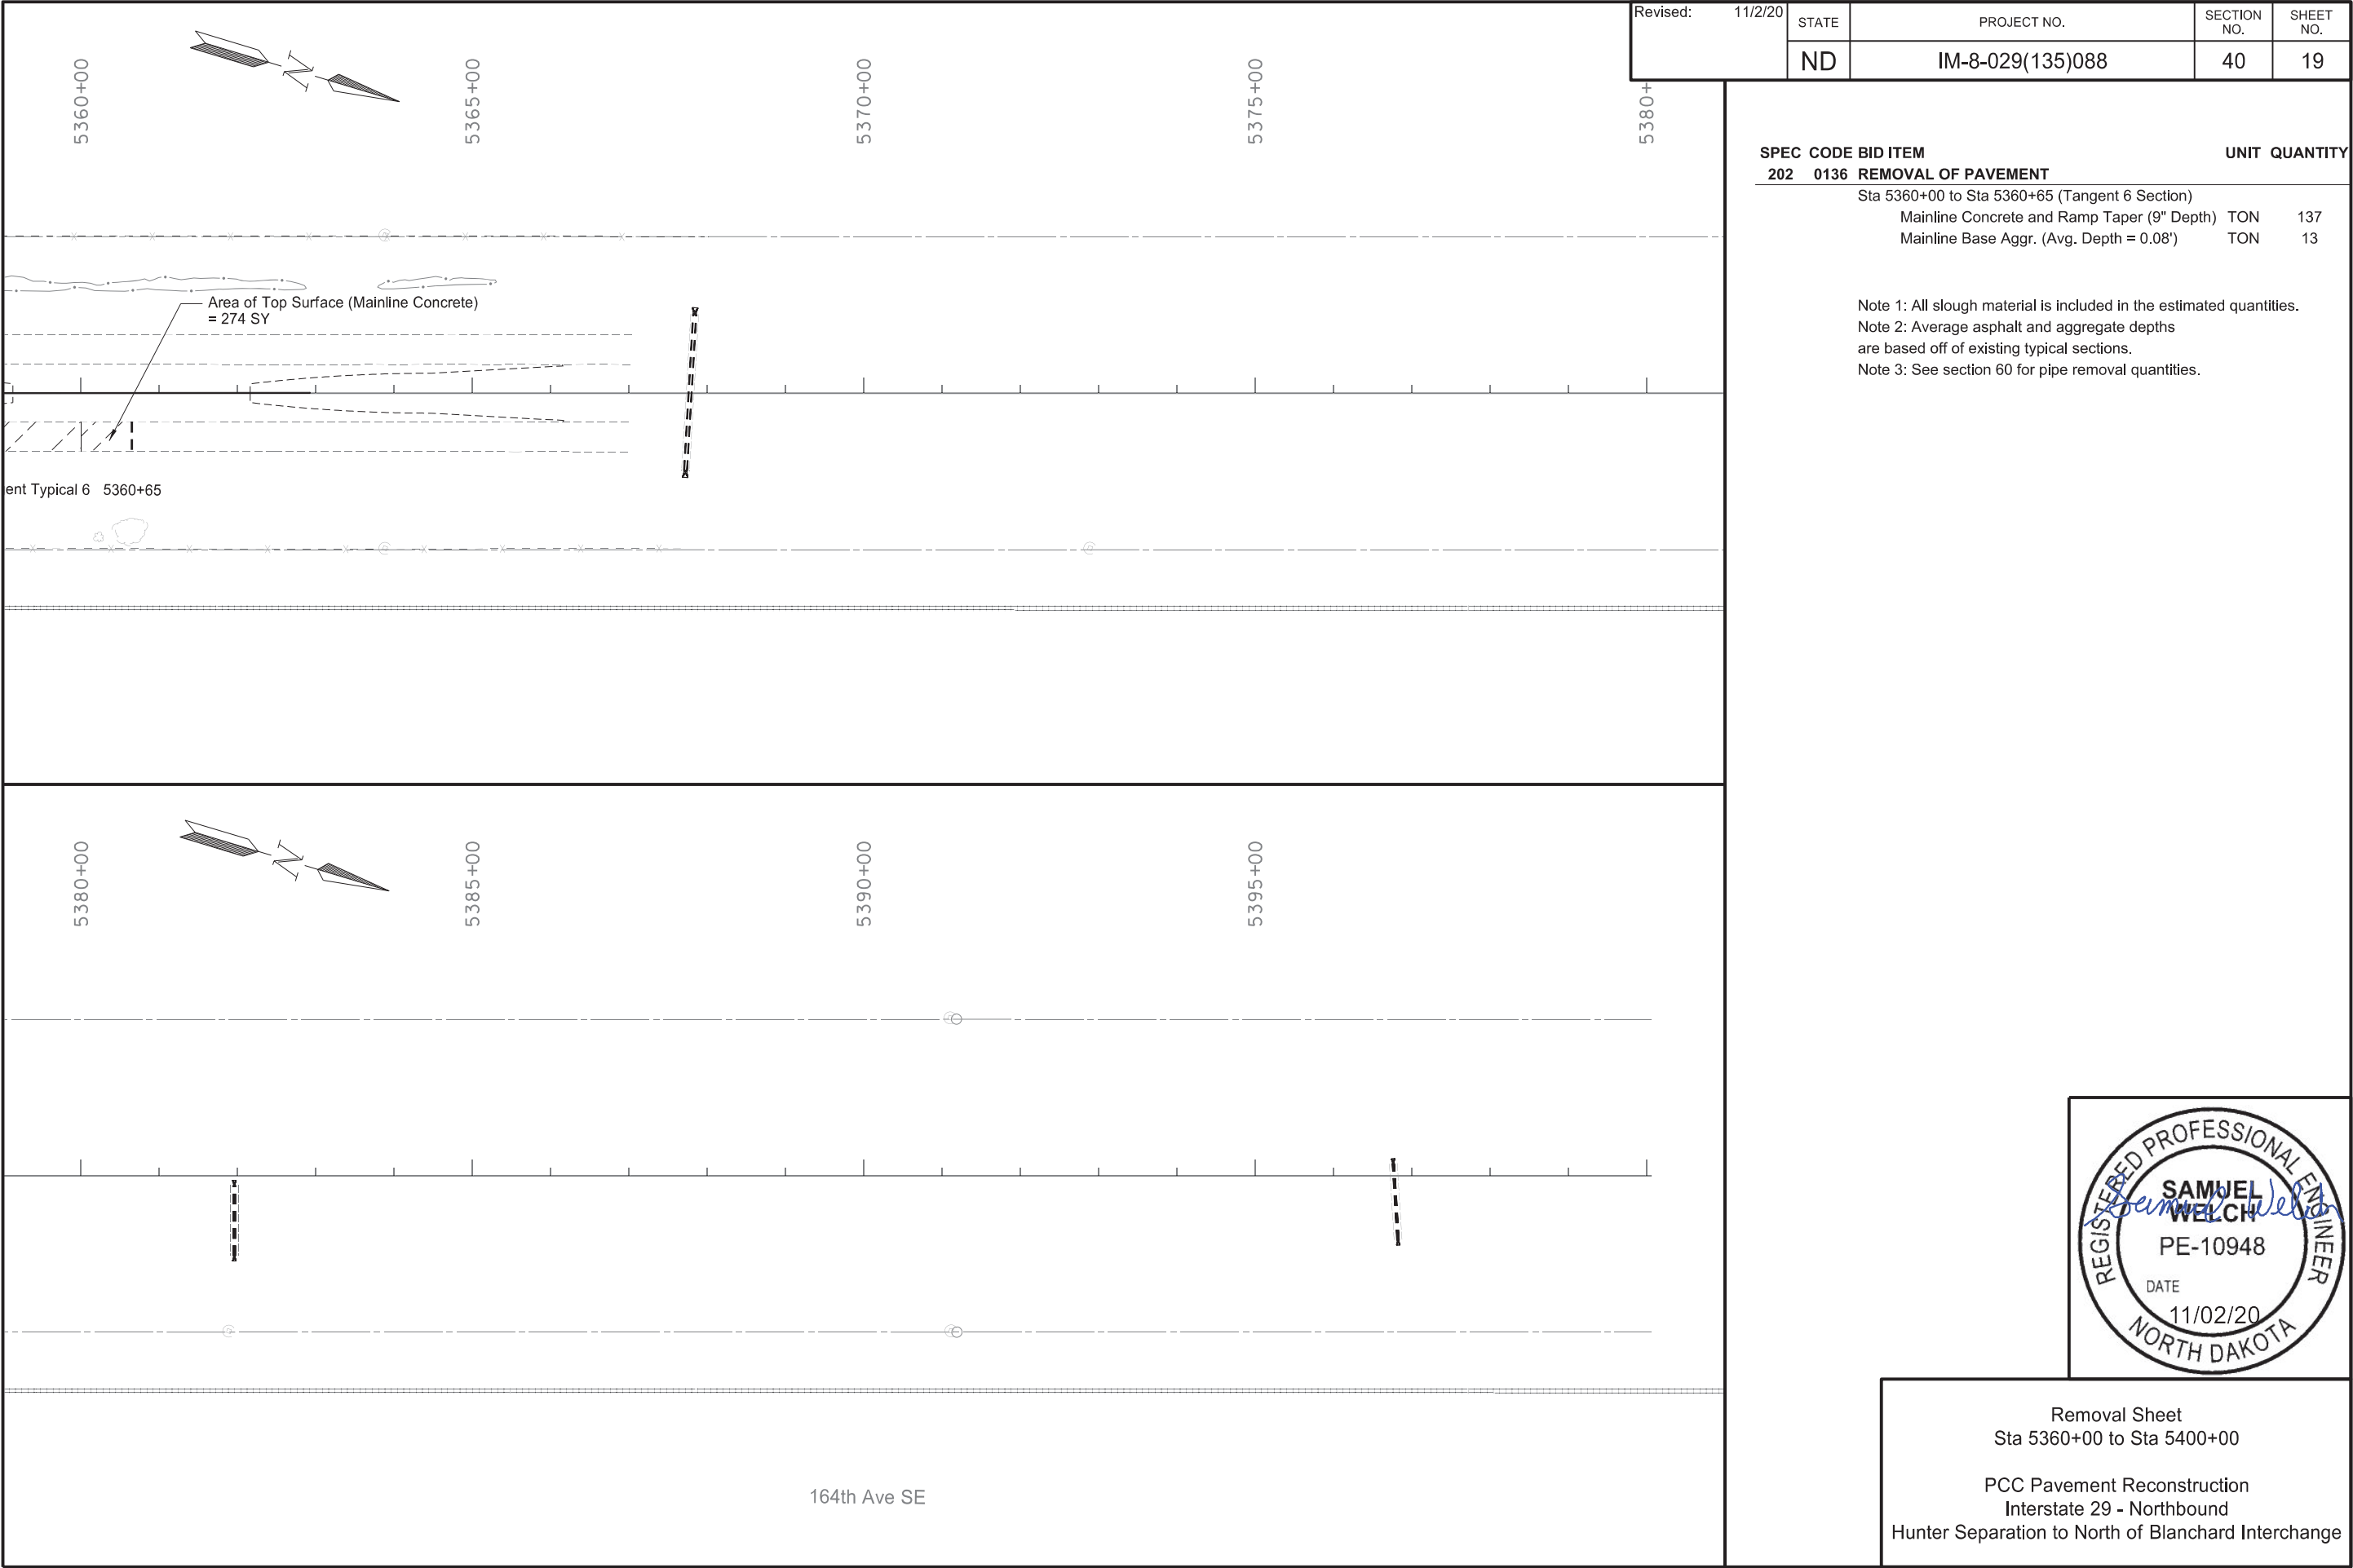 Revised: 11/2/20
STATE PROJECT NO. SECTION NO. SHEET NO.
ND IM-8-029(135)088 40 19
5360+00 5365+00 5370+00 5375+00 5380+
N
SPEC CODE BID ITEM UNIT QUANTITY
202 0136 REMOVAL OF PAVEMENT
Sta 5360+00 to Sta 5360+65 (Tangent 6 Section)
Mainline Concrete and Ramp Taper (9" Depth) TON 137
Mainline Base Aggr. (Avg. Depth = 0.08') TON 13
Note 1: All slough material is included in the estimated quantities.
Note 2: Average asphalt and aggregate depths
are based off of existing typical sections.
Note 3: See section 60 for pipe removal quantities.
Area of Top Surface (Mainline Concrete)
= 274 SY
ent Typical 6 5360+65
5380+00 5385+00 5390+00 5395+00
N
164th Ave SE
REGISTERED PROFESSIONAL ENGINEER
SAMUEL
WELCH
Samuel Welch
PE-10948
DATE
11/02/20
NORTH DAKOTA
Removal Sheet
Sta 5360+00 to Sta 5400+00
PCC Pavement Reconstruction
Interstate 29 - Northbound
Hunter Separation to North of Blanchard Interchange